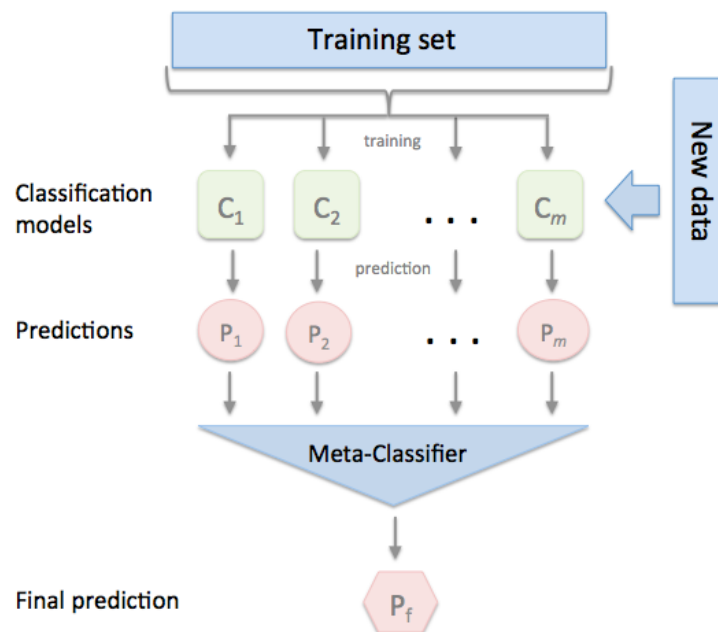 Training set
training
New data
Classification
models
C1 C2 . . . Cm
prediction
Predictions
P1 P2 . . . Pm
Meta-Classifier
Final prediction
Pf